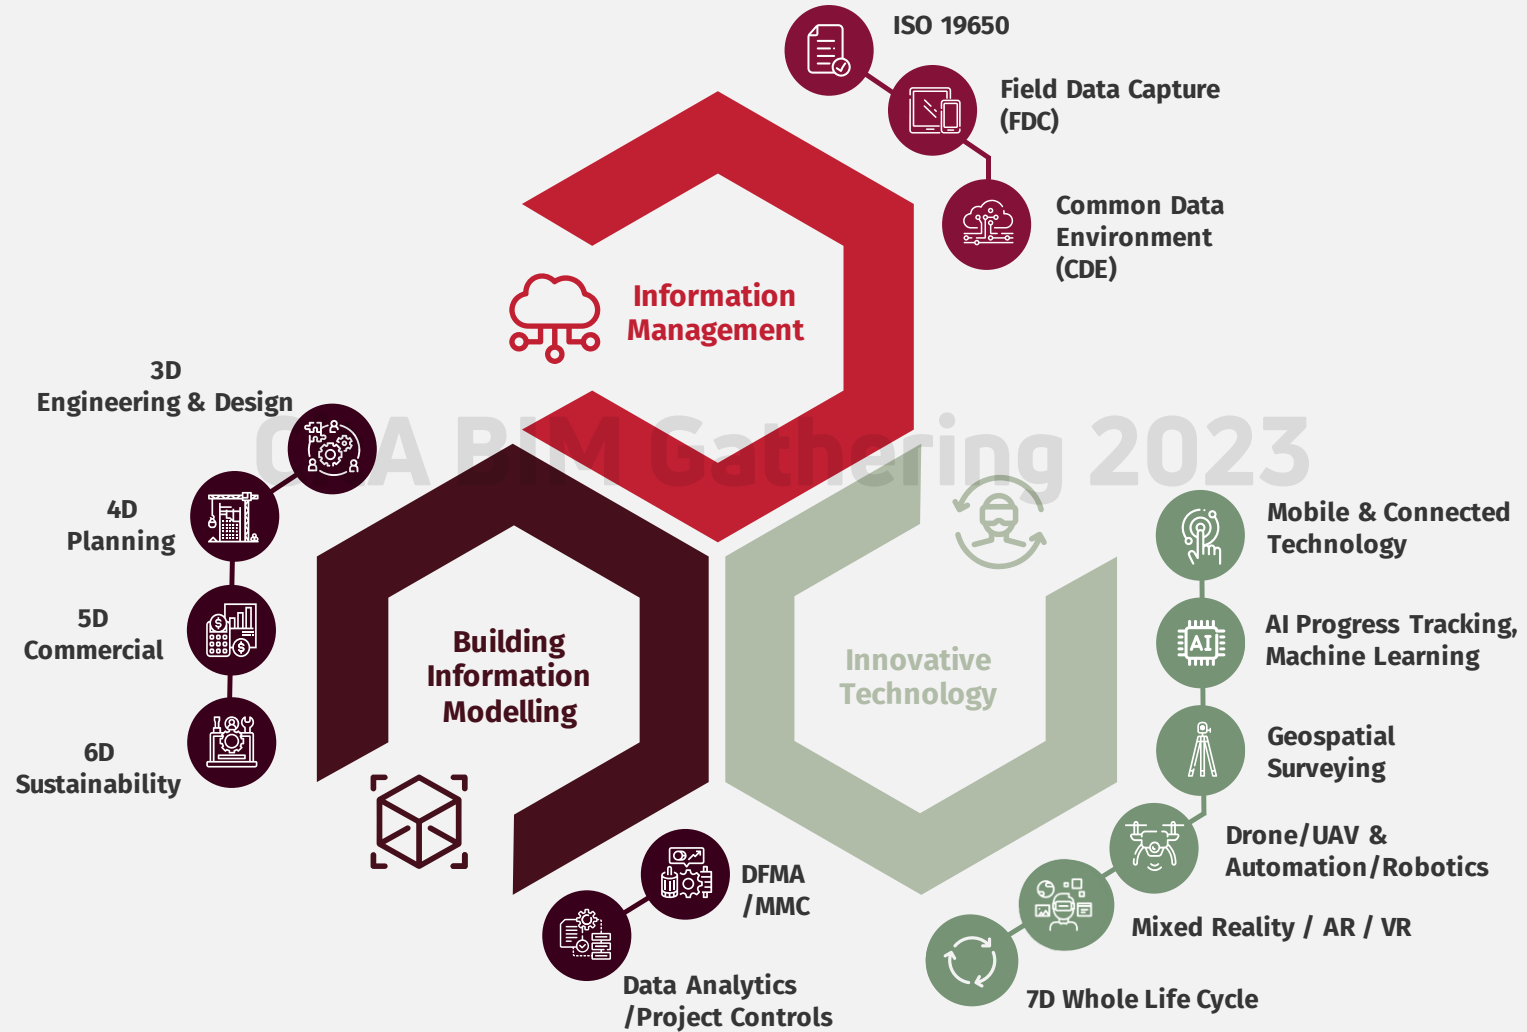 ISO 19650
Field Data Capture
(FDC)
Common Data
Environment
(CDE)
Information
Management
3D
Engineering & Design
4D
Planning
5D
Commercial
6D
Sustainability
BIM Gathering 2023
Building
Information
Modelling
Innovative
Technology
Mobile & Connected
Technology
AI
AI Progress Tracking,
Machine Learning
Geospatial
Surveying
Drone/UAV &
Automation/Robotics
Mixed Reality / AR / VR
7D Whole Life Cycle
DFMA
/MMC
Data Analytics
/Project Controls